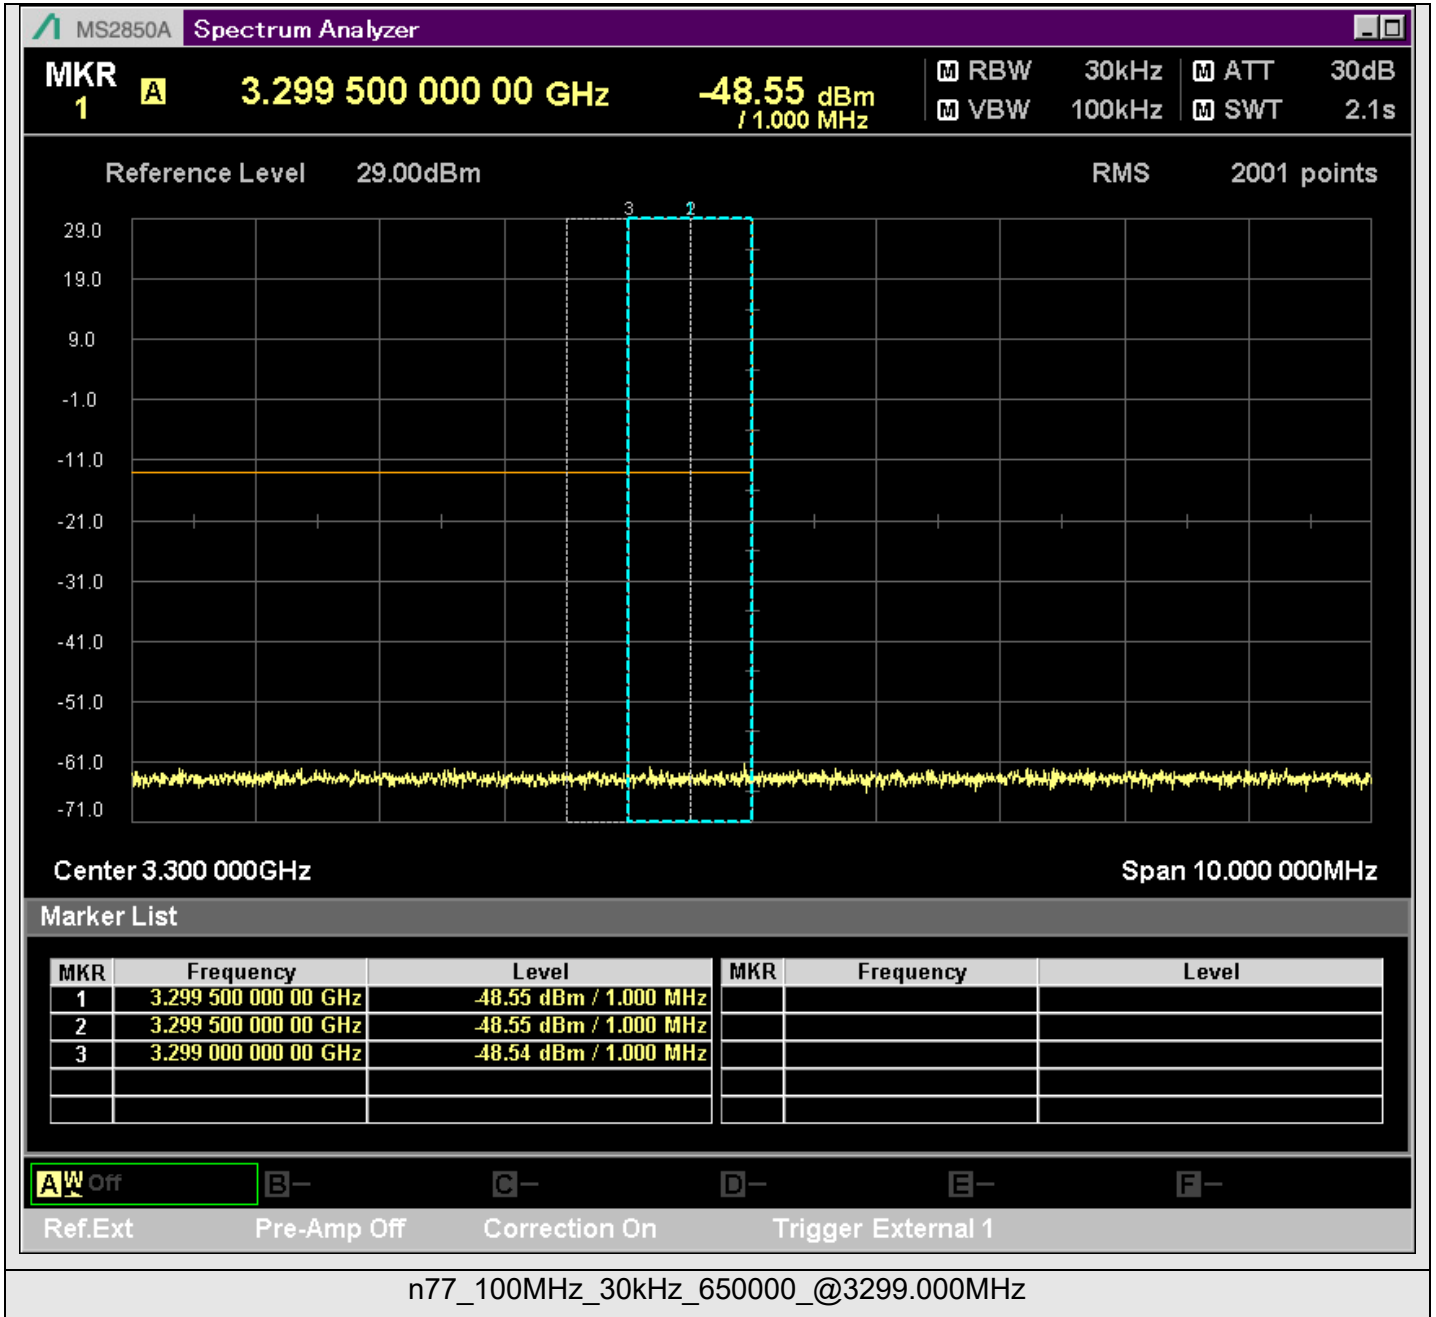 MS2850A Spectrum Analyzer
MKR 1 A 3.299 500 000 00 GHz -48.55 dBm / 1.000 MHz
M RBW 30kHz M ATT 30dB
M VBW 100kHz M SWT 2.1s
Reference Level 29.00dBm RMS 2001 points
3 2
29.0
19.0
9.0
-1.0
-11.0
-21.0
-31.0
-41.0
-51.0
-61.0
-71.0
Center 3.300 000GHz Span 10.000 000MHz
Marker List
MKR Frequency Level MKR Frequency Level
1 3.299 500 000 00 GHz -48.55 dBm / 1.000 MHz
2 3.299 500 000 00 GHz -48.55 dBm / 1.000 MHz
3 3.299 000 000 00 GHz -48.54 dBm / 1.000 MHz
A W Off B – C – D – E – F –
Ref.Ext Pre-Amp Off Correction On Trigger External 1
n77_100MHz_30kHz_650000_@3299.000MHz